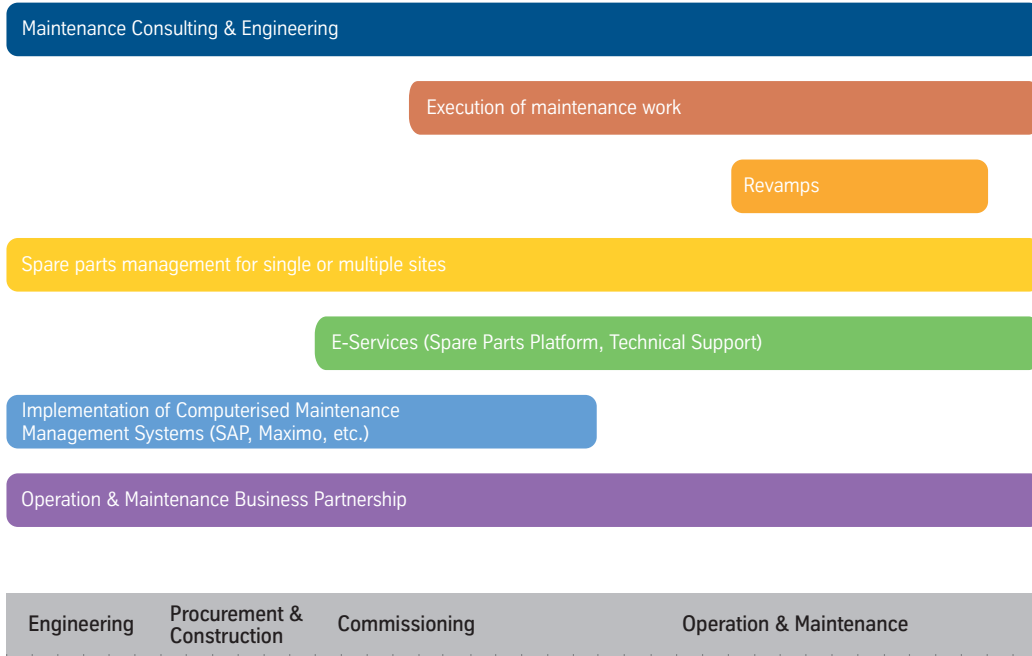 Maintenance Consulting & Engineering
Execution of maintenance work
Revamps
Spare parts management for single or multiple sites
E-Services (Spare Parts Platform, Technical Support)
Implementation of Computerised Maintenance
Management Systems (SAP, Maximo, etc.)
Operation & Maintenance Business Partnership
Engineering
Procurement &
Construction
Commissioning
Operation & Maintenance